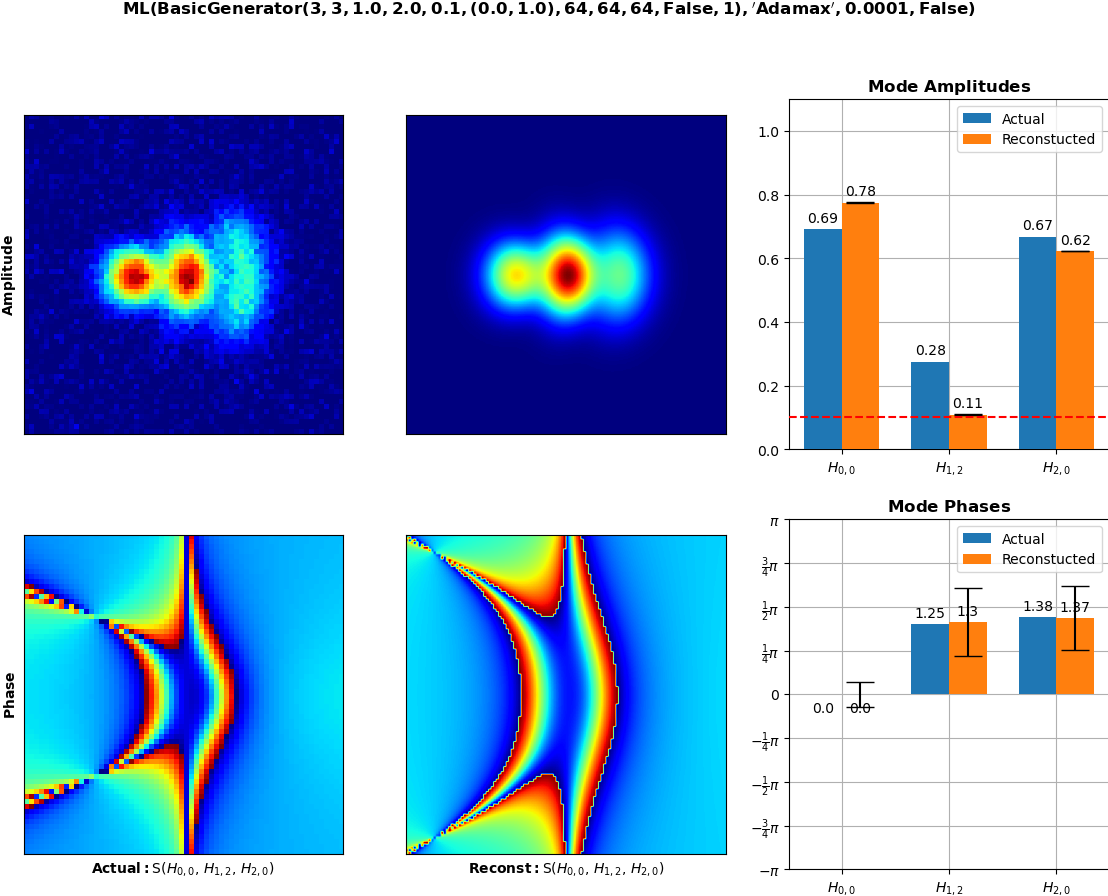 ML(BasicGenerator(3, 3, 1.0, 2.0, 0.1, (0.0, 1.0), 64, 64, 64, False, 1), ′Adamax′, 0.0001, False)
Amplitude
Mode Amplitudes
Actual
Reconstucted
1.0
0.8
0.6
0.4
0.2
0.0
0.69
0.78
0.28
0.11
0.67
0.62
H0,0
H1,2
H2,0
Phase
Actual: S(H0,0, H1,2, H2,0)
Reconst: S(H0,0, H1,2, H2,0)
Mode Phases
Actual
Reconstucted
π
3/4π
1/2π
1/4π
0
−1/4π
−1/2π
−3/4π
−π
0.0
0.0
1.25
1.3
1.38
1.37
H0,0
H1,2
H2,0